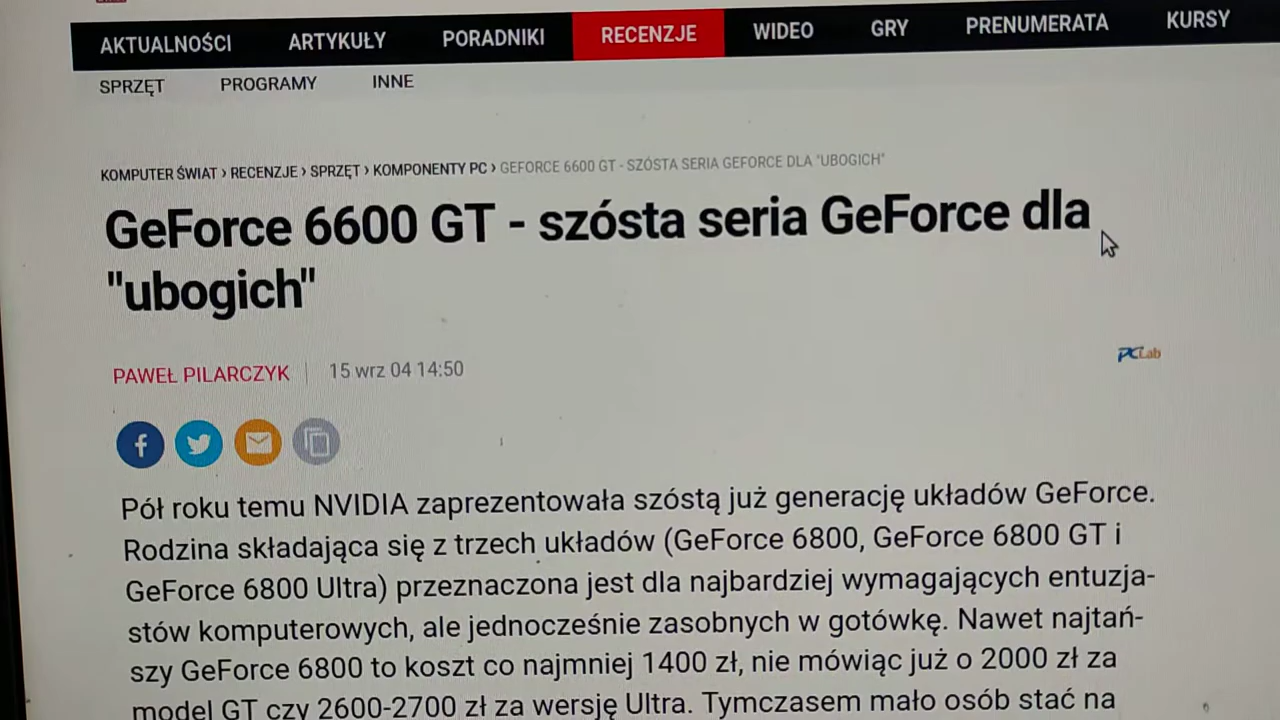 AKTUALNOŚCI ARTYKUŁY PORADNIKI RECENZJE WIDEO GRY PRENUMERATA KURSY
SPRZĘT PROGRAMY INNE
KOMPUTER ŚWIAT › RECENZJE › SPRZĘT › KOMPONENTY PC › GEFORCE 6600 GT - SZÓSTA SERIA GEFORCE DLA "UBOGICH"
GeForce 6600 GT - szósta seria GeForce dla
"ubogich"
PAWEŁ PILARCZYK | 15 wrz 04 14:50
PCLab
Pół roku temu NVIDIA zaprezentowała szóstą już generację układów GeForce.
Rodzina składająca się z trzech układów (GeForce 6800, GeForce 6800 GT i
GeForce 6800 Ultra) przeznaczona jest dla najbardziej wymagających entuzja-
stów komputerowych, ale jednocześnie zasobnych w gotówkę. Nawet najtań-
szy GeForce 6800 to koszt co najmniej 1400 zł, nie mówiąc już o 2000 zł za
model GT czy 2600-2700 zł za wersję Ultra. Tymczasem mało osób stać na